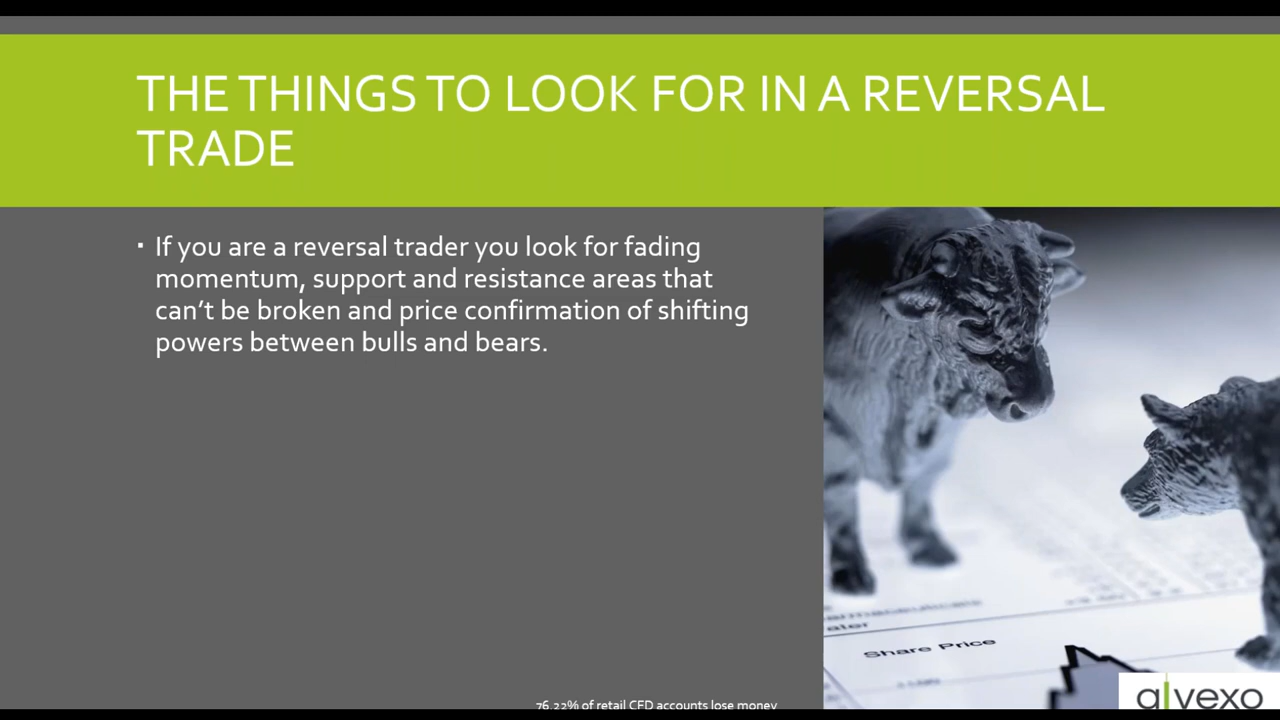 THE THINGS TO LOOK FOR IN A REVERSAL
TRADE
▪ If you are a reversal trader you look for fading
momentum, support and resistance areas that
can't be broken and price confirmation of shifting
powers between bulls and bears.
ater
Share Price
76.22% of retail CFD accounts lose money
alvexo